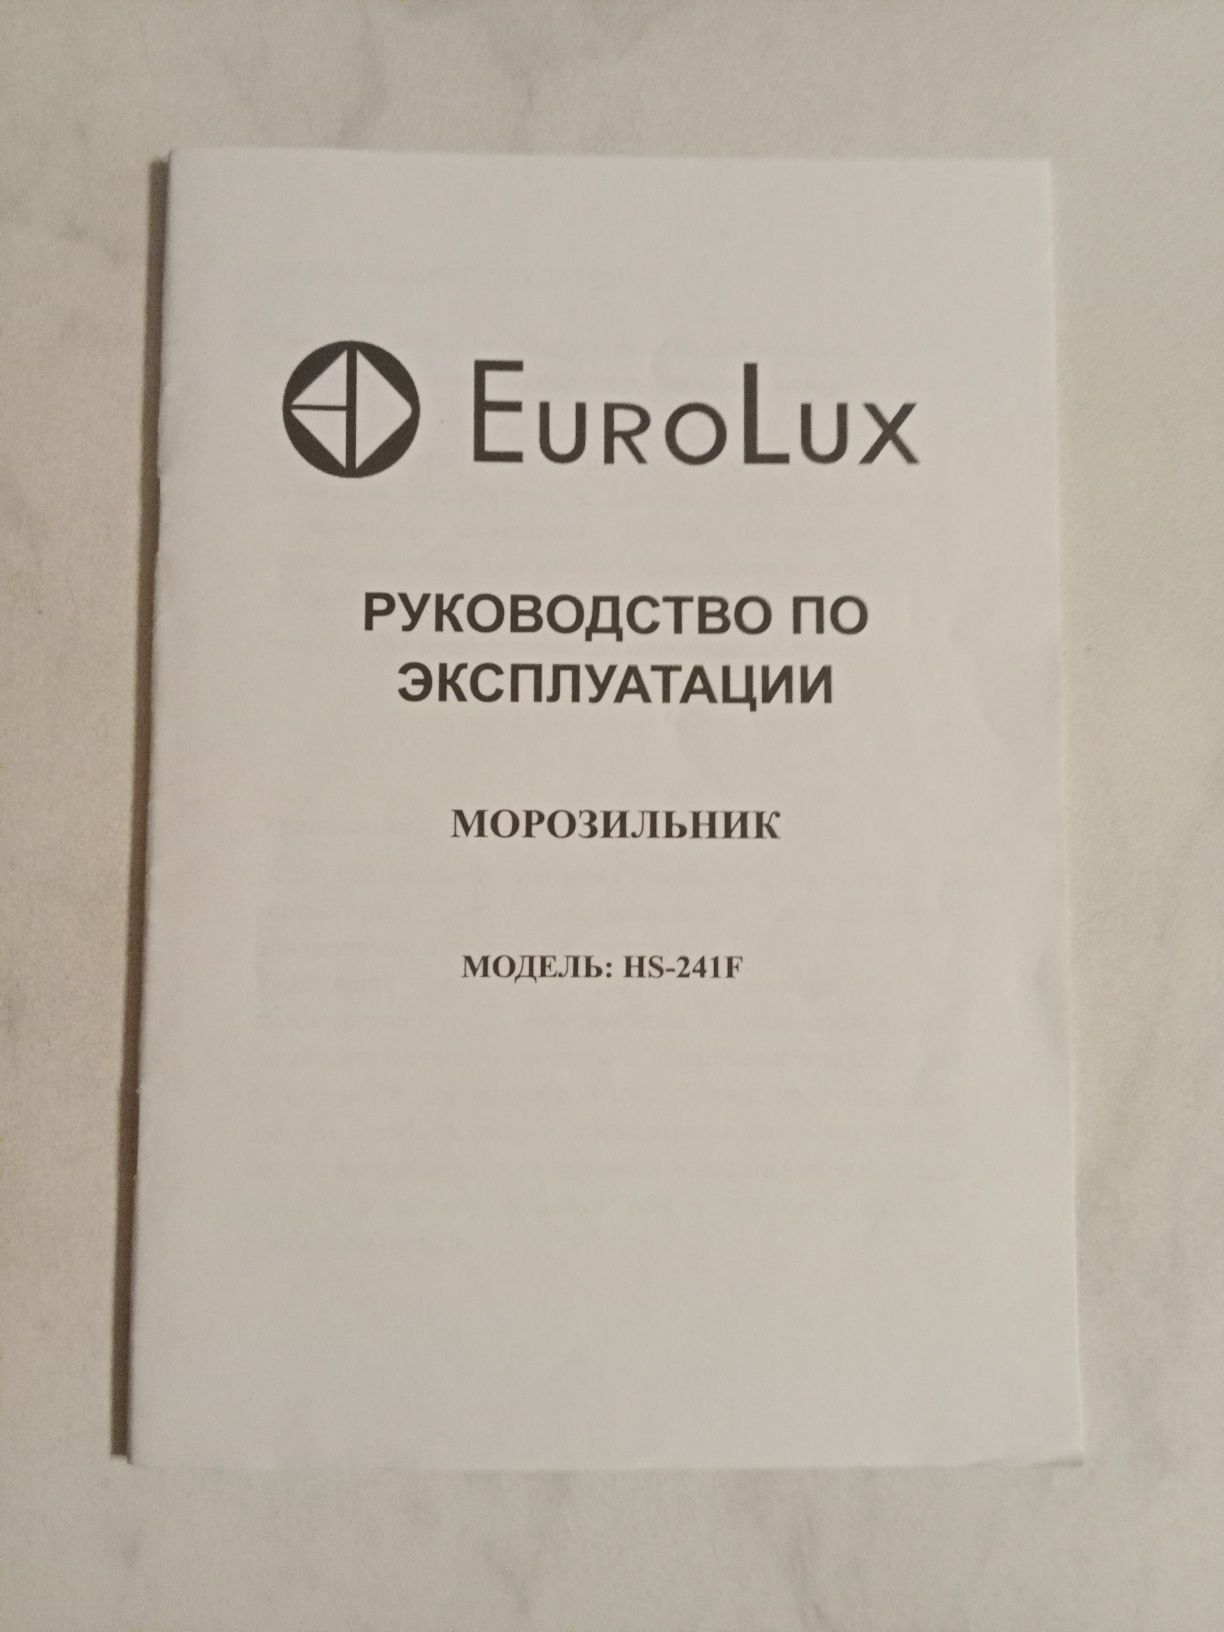 EUROLUX
РУКОВОДСТВО ПО
ЭКСПЛУАТАЦИИ
МОРОЗИЛЬНИК
МОДЕЛЬ: HS-241F